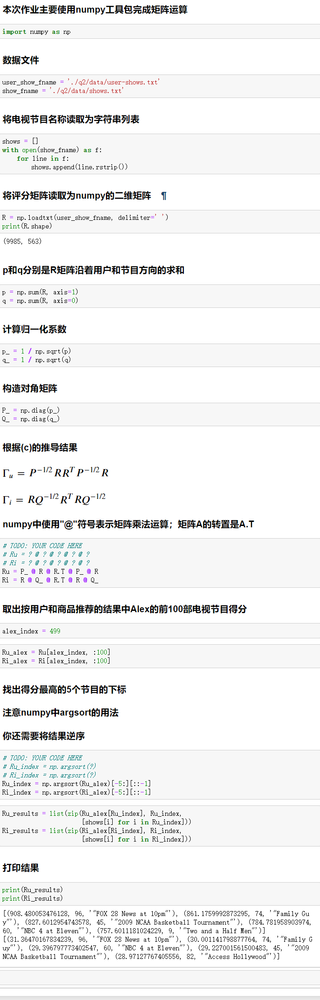 本次作业主要使用numpy工具包完成矩阵运算
import numpy as np
数据文件
user_show_fname = './q2/data/user-shows.txt'
show_fname = './q2/data/shows.txt'
将电视节目名称读取为字符串列表
shows = []
with open(show_fname) as f:
    for line in f:
        shows.append(line.rstrip())
将评分矩阵读取为numpy的二维矩阵 ¶
R = np.loadtxt(user_show_fname, delimiter=' ')
print(R.shape)
(9985, 563)
p和q分别是R矩阵沿着用户和节目方向的求和
p = np.sum(R, axis=1)
q = np.sum(R, axis=0)
计算归一化系数
p_ = 1 / np.sqrt(p)
q_ = 1 / np.sqrt(q)
构造对角矩阵
P_ = np.diag(p_)
Q_ = np.diag(q_)
根据(c)的推导结果
Γ_u = P^{-1/2} R R^T P^{-1/2} R
Γ_i = R Q^{-1/2} R^T R Q^{-1/2}
numpy中使用"@"符号表示矩阵乘法运算；矩阵A的转置是A.T
# TODO: YOUR CODE HERE
# Ru = ? @ ? @ ? @ ? @ ?
# Ri = ? @ ? @ ? @ ? @ ?
Ru = P_ @ R @ R.T @ P_ @ R
Ri = R @ Q_ @ R.T @ R @ Q_
取出按用户和商品推荐的结果中Alex的前100部电视节目得分
alex_index = 499
Ru_alex = Ru[alex_index, :100]
Ri_alex = Ri[alex_index, :100]
找出得分最高的5个节目的下标
注意numpy中argsort的用法
你还需要将结果逆序
# TODO: YOUR CODE HERE
# Ru_index = np.argsort(?)
# Ri_index = np.argsort(?)
Ru_index = np.argsort(Ru_alex)[-5:][::-1]
Ri_index = np.argsort(Ri_alex)[-5:][::-1]
Ru_results = list(zip(Ru_alex[Ru_index], Ru_index,
                      [shows[i] for i in Ru_index]))
Ri_results = list(zip(Ri_alex[Ri_index], Ri_index,
                      [shows[i] for i in Ri_index]))
打印结果
print(Ru_results)
print(Ri_results)
[(908.480053476128, 96, '"FOX 28 News at 10pm"'), (861.1759992873295, 74, '"Family Gu
y"'), (827.6012954743578, 45, '"2009 NCAA Basketball Tournament"'), (784.781958903974,
60, '"NBC 4 at Eleven"'), (757.6011181024229, 9, '"Two and a Half Men"')]
[(31.36470167834239, 96, '"FOX 28 News at 10pm"'), (30.001141798877764, 74, '"Family G
uy"'), (29.396797773402547, 60, '"NBC 4 at Eleven"'), (29.227001561500483, 45, '"2009
NCAA Basketball Tournament"'), (28.97127767405556, 82, '"Access Hollywood"')]